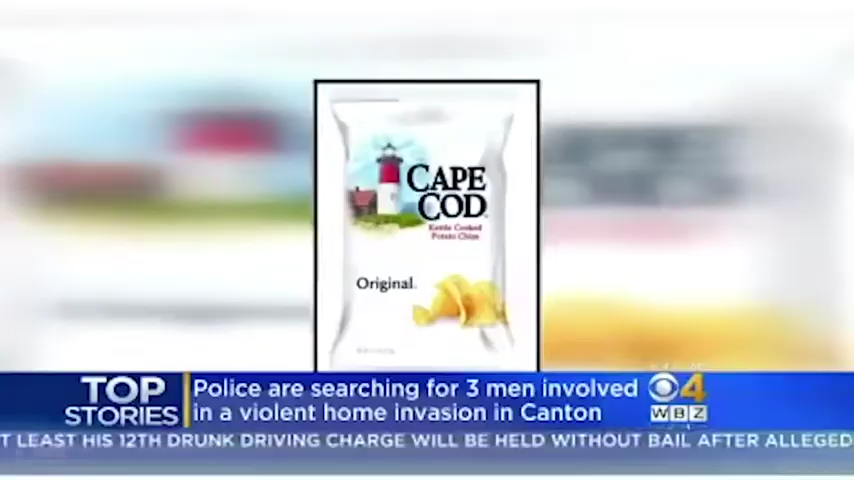 CAPE
COD
Kettle Cooked
Potato Chips
Original
TOP
STORIES
Police are searching for 3 men involved
in a violent home invasion in Canton
4
WBZ
T LEAST HIS 12TH DRUNK DRIVING CHARGE WILL BE HELD WITHOUT BAIL AFTER ALLEGED